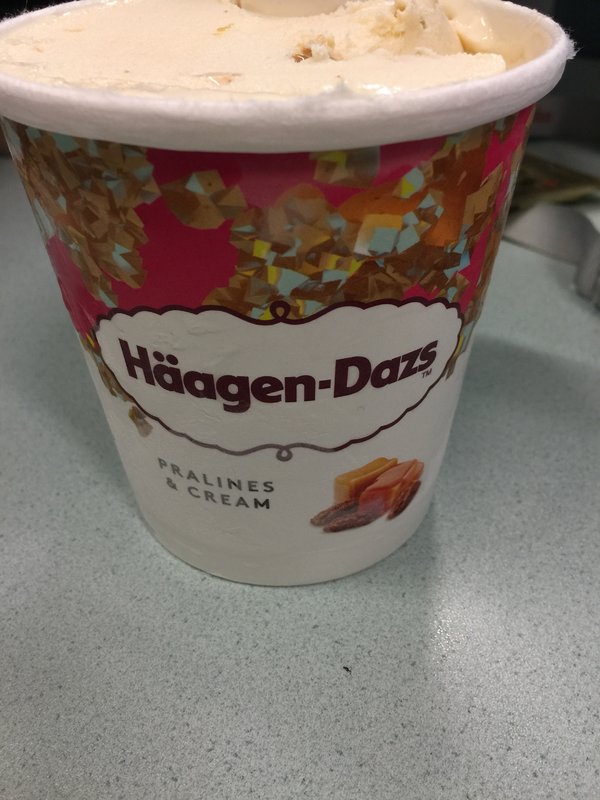 Häagen-Dazs TM
PRALINES
& CREAM